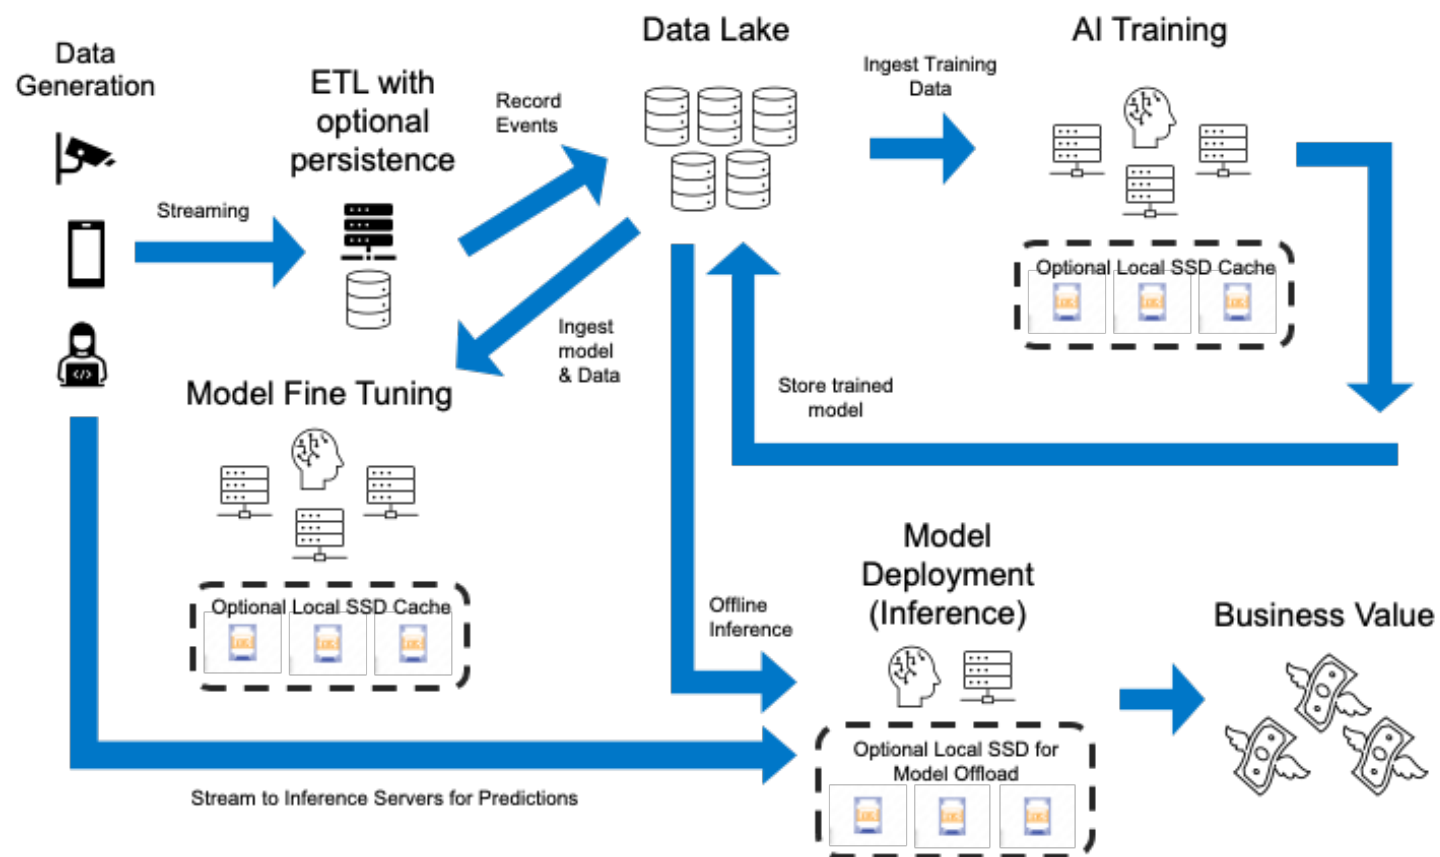 Data
Generation
ETL with
optional
persistence
Streaming
Record
Events
Data Lake
Ingest Training
Data
AI Training
Optional Local SSD Cache
Ingest
model
& Data
Store trained
model
Model Fine Tuning
Optional Local SSD Cache
Offline
Inference
Model
Deployment
(Inference)
Optional Local SSD for
Model Offload
Business Value
Stream to Inference Servers for Predictions